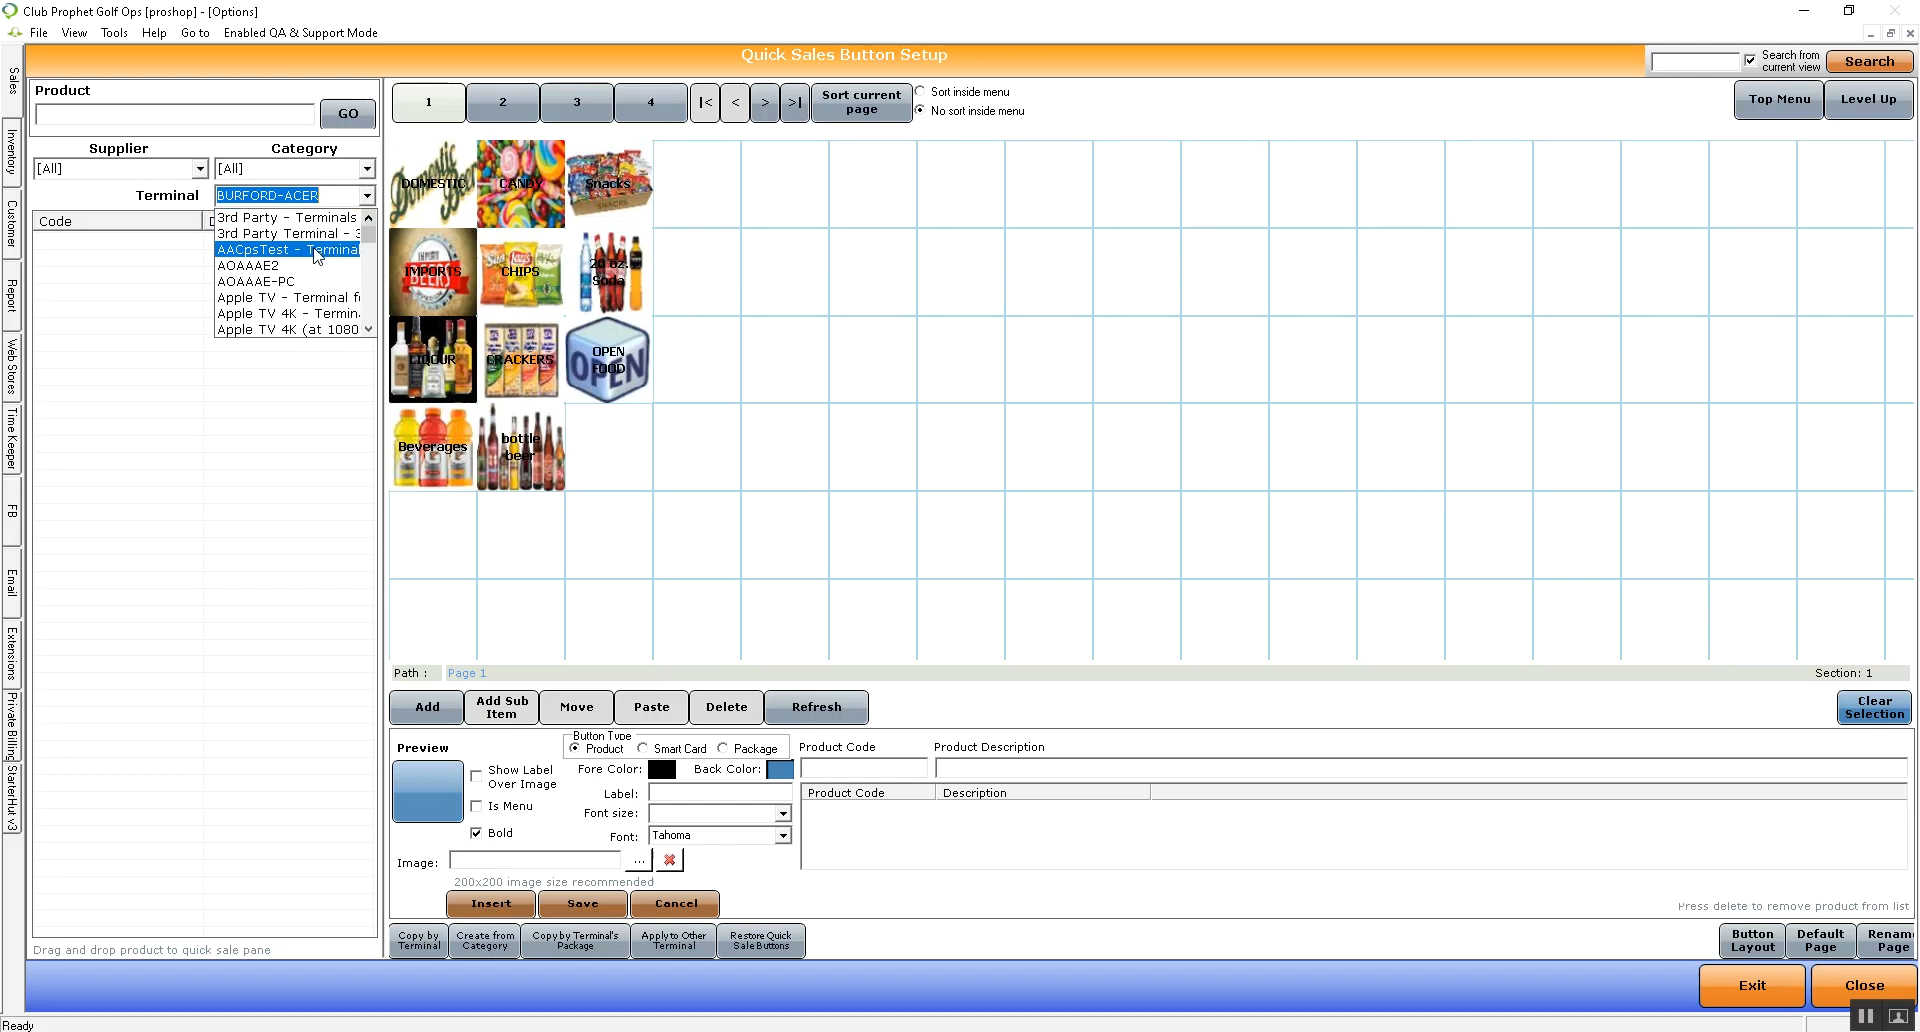 Club Prophet Golf Ops [proshop] - [Options]
File View Tools Help Go to Enabled QA & Support Mode
Quick Sales Button Setup
Search from
current view
Search
Sales
Inventory
Customer
Report
Web Stores
Time Keeper
FB
Email
Extensions
Private Billing
StarterHut v3
Product
GO
Supplier Category
[All] [All]
Terminal BURFORD-ACER
Code
3rd Party - Terminals
3rd Party Terminal - 3
AACpsTest - Terminal
AOAAAE2
AOAAAE-PC
Apple TV - Terminal f
Apple TV 4K - Termin
Apple TV 4K (at 1080
Drag and drop product to quick sale pane
1 2 3 4 |< < > >| Sort current
page
Sort inside menu
No sort inside menu
Top Menu Level Up
DOMESTIC CANDY Snacks
IMPORTS CHIPS 20 oz.
Soda
LIQOUR CRACKERS OPEN
FOOD
Beverages bottle
beer
Path : Page 1 Section: 1
Add Add Sub
Item Move Paste Delete Refresh
Clear
Selection
Preview
Button Type
Product Smart Card Package
Show Label
Over Image
Is Menu
Bold
Fore Color: Back Color:
Label:
Font size:
Font: Tahoma
Image: ...
200x200 image size recommended
Insert Save Cancel
Product Code Product Description
Product Code Description
Press delete to remove product from list
Copy by
Terminal
Create from
Category
Copy by Terminal's
Package
Apply to Other
Terminal
Restore Quick
Sale Buttons
Button
Layout
Default
Page
Renam
Page
Exit Close
Ready